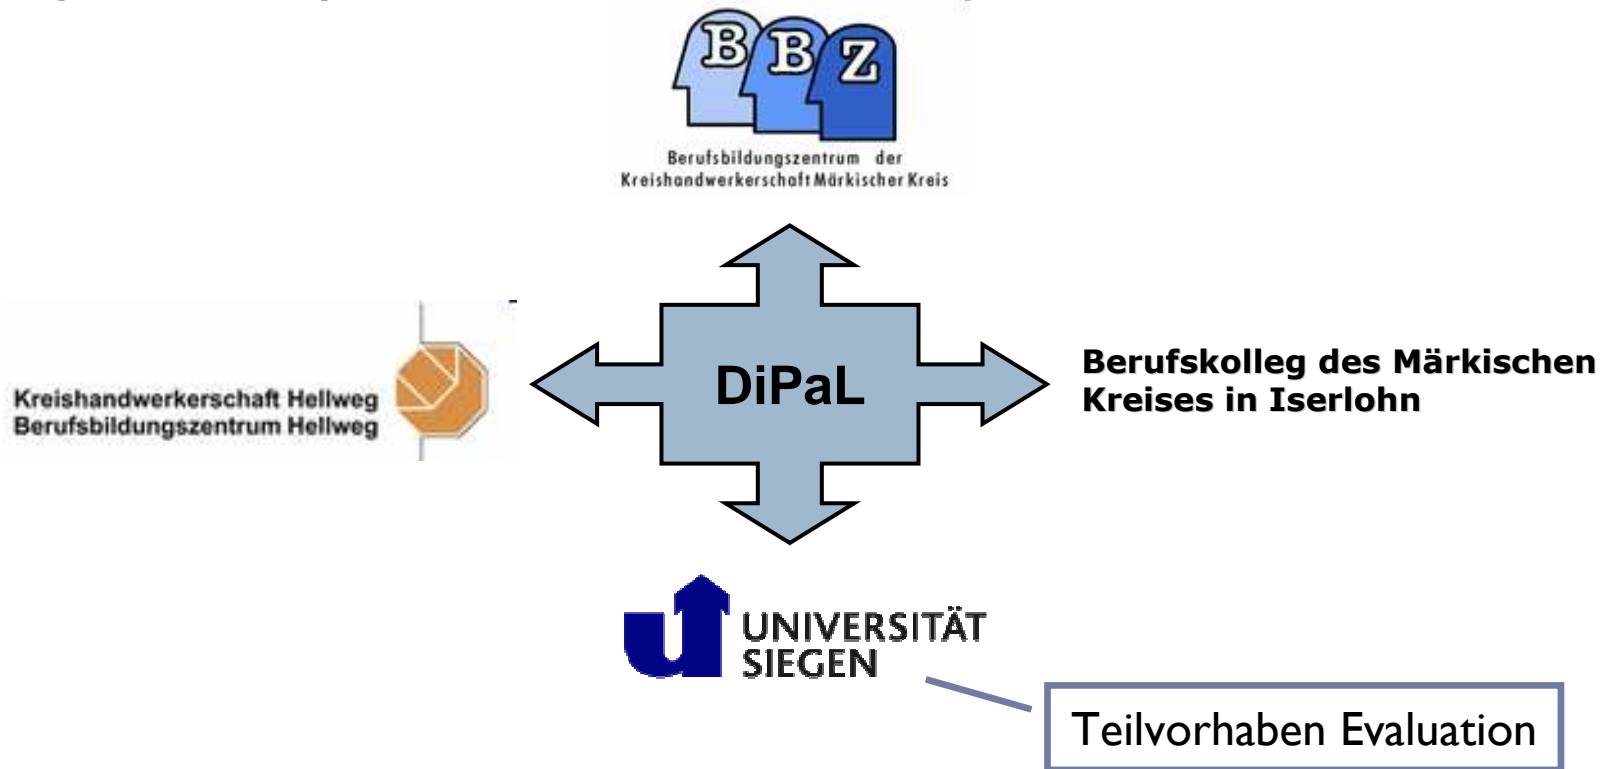 B B Z
Berufsbildungszentrum der
Kreishandwerkerschaft Märkischer Kreis
Kreishandwerkerschaft Hellweg
Berufsbildungszentrum Hellweg
DiPaL
Berufskolleg des Märkischen
Kreises in Iserlohn
UNIVERSITÄT
SIEGEN
Teilvorhaben Evaluation